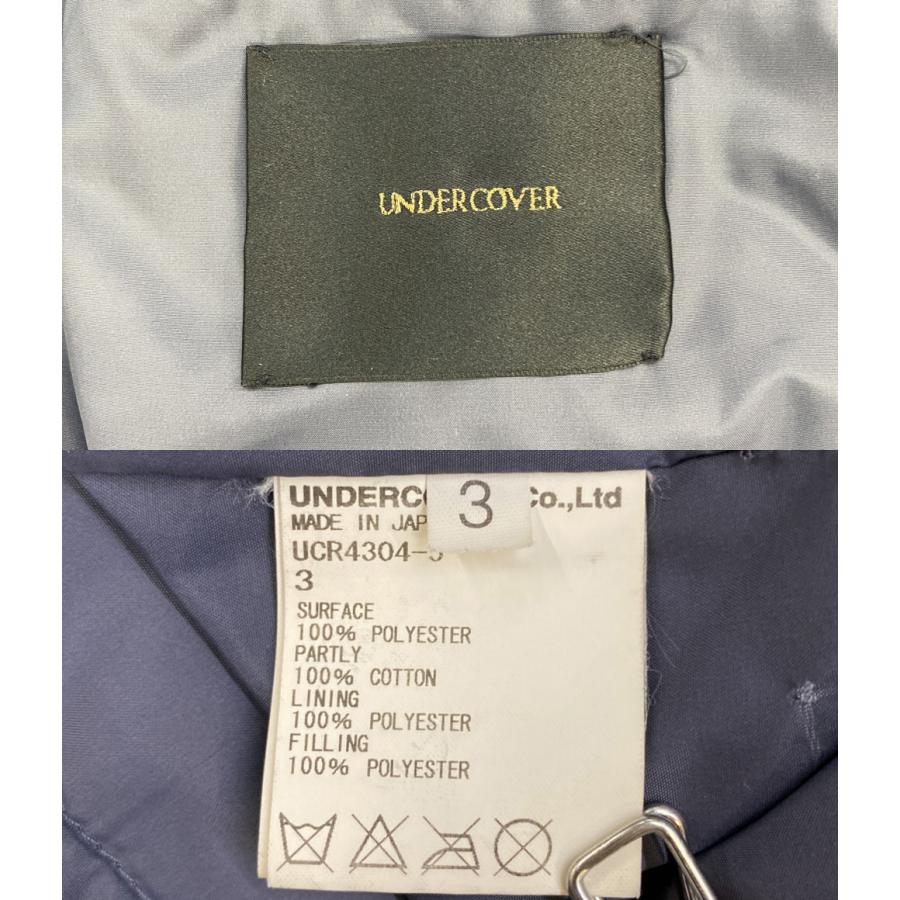 UNDERCOVER
UNDERC Co.,Ltd
3
MADE IN JAP
UCR4304-
3
SURFACE
100% POLYESTER
PARTLY
100% COTTON
LINING
100% POLYESTER
FILLING
100% POLYESTER